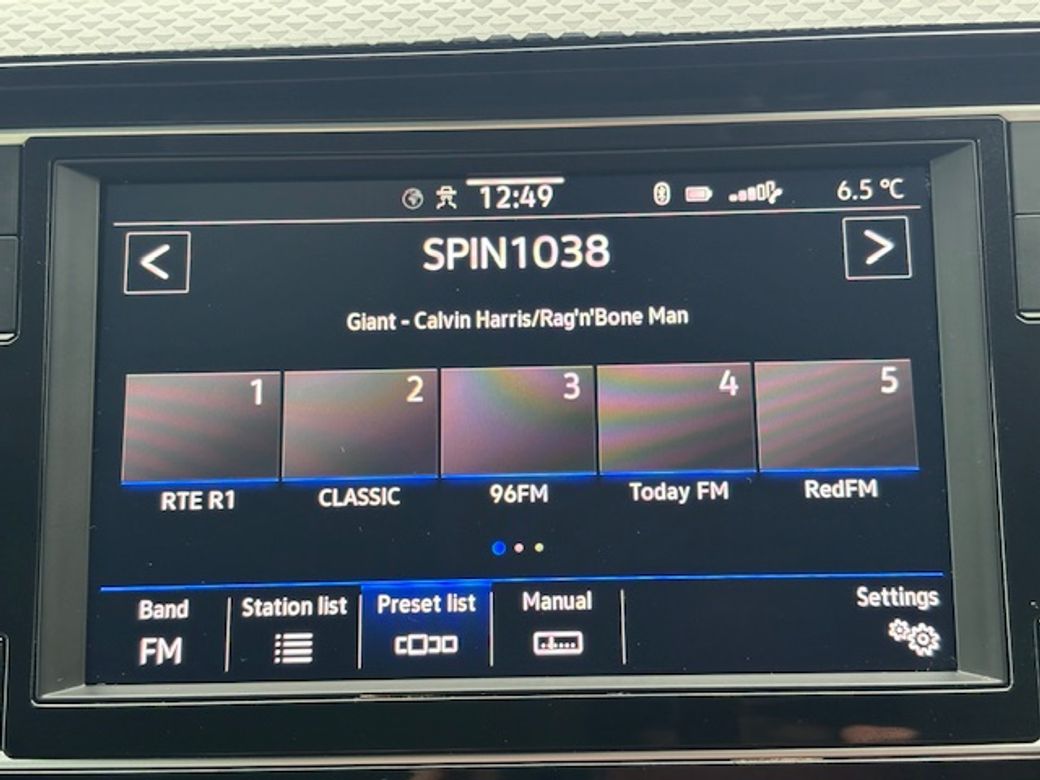 12:49 6.5 °C
< SPIN1038 >
Giant - Calvin Harris/Rag'n'Bone Man
1 2 3 4 5
RTE R1 CLASSIC 96FM Today FM RedFM
Band Station list Preset list Manual Settings
FM